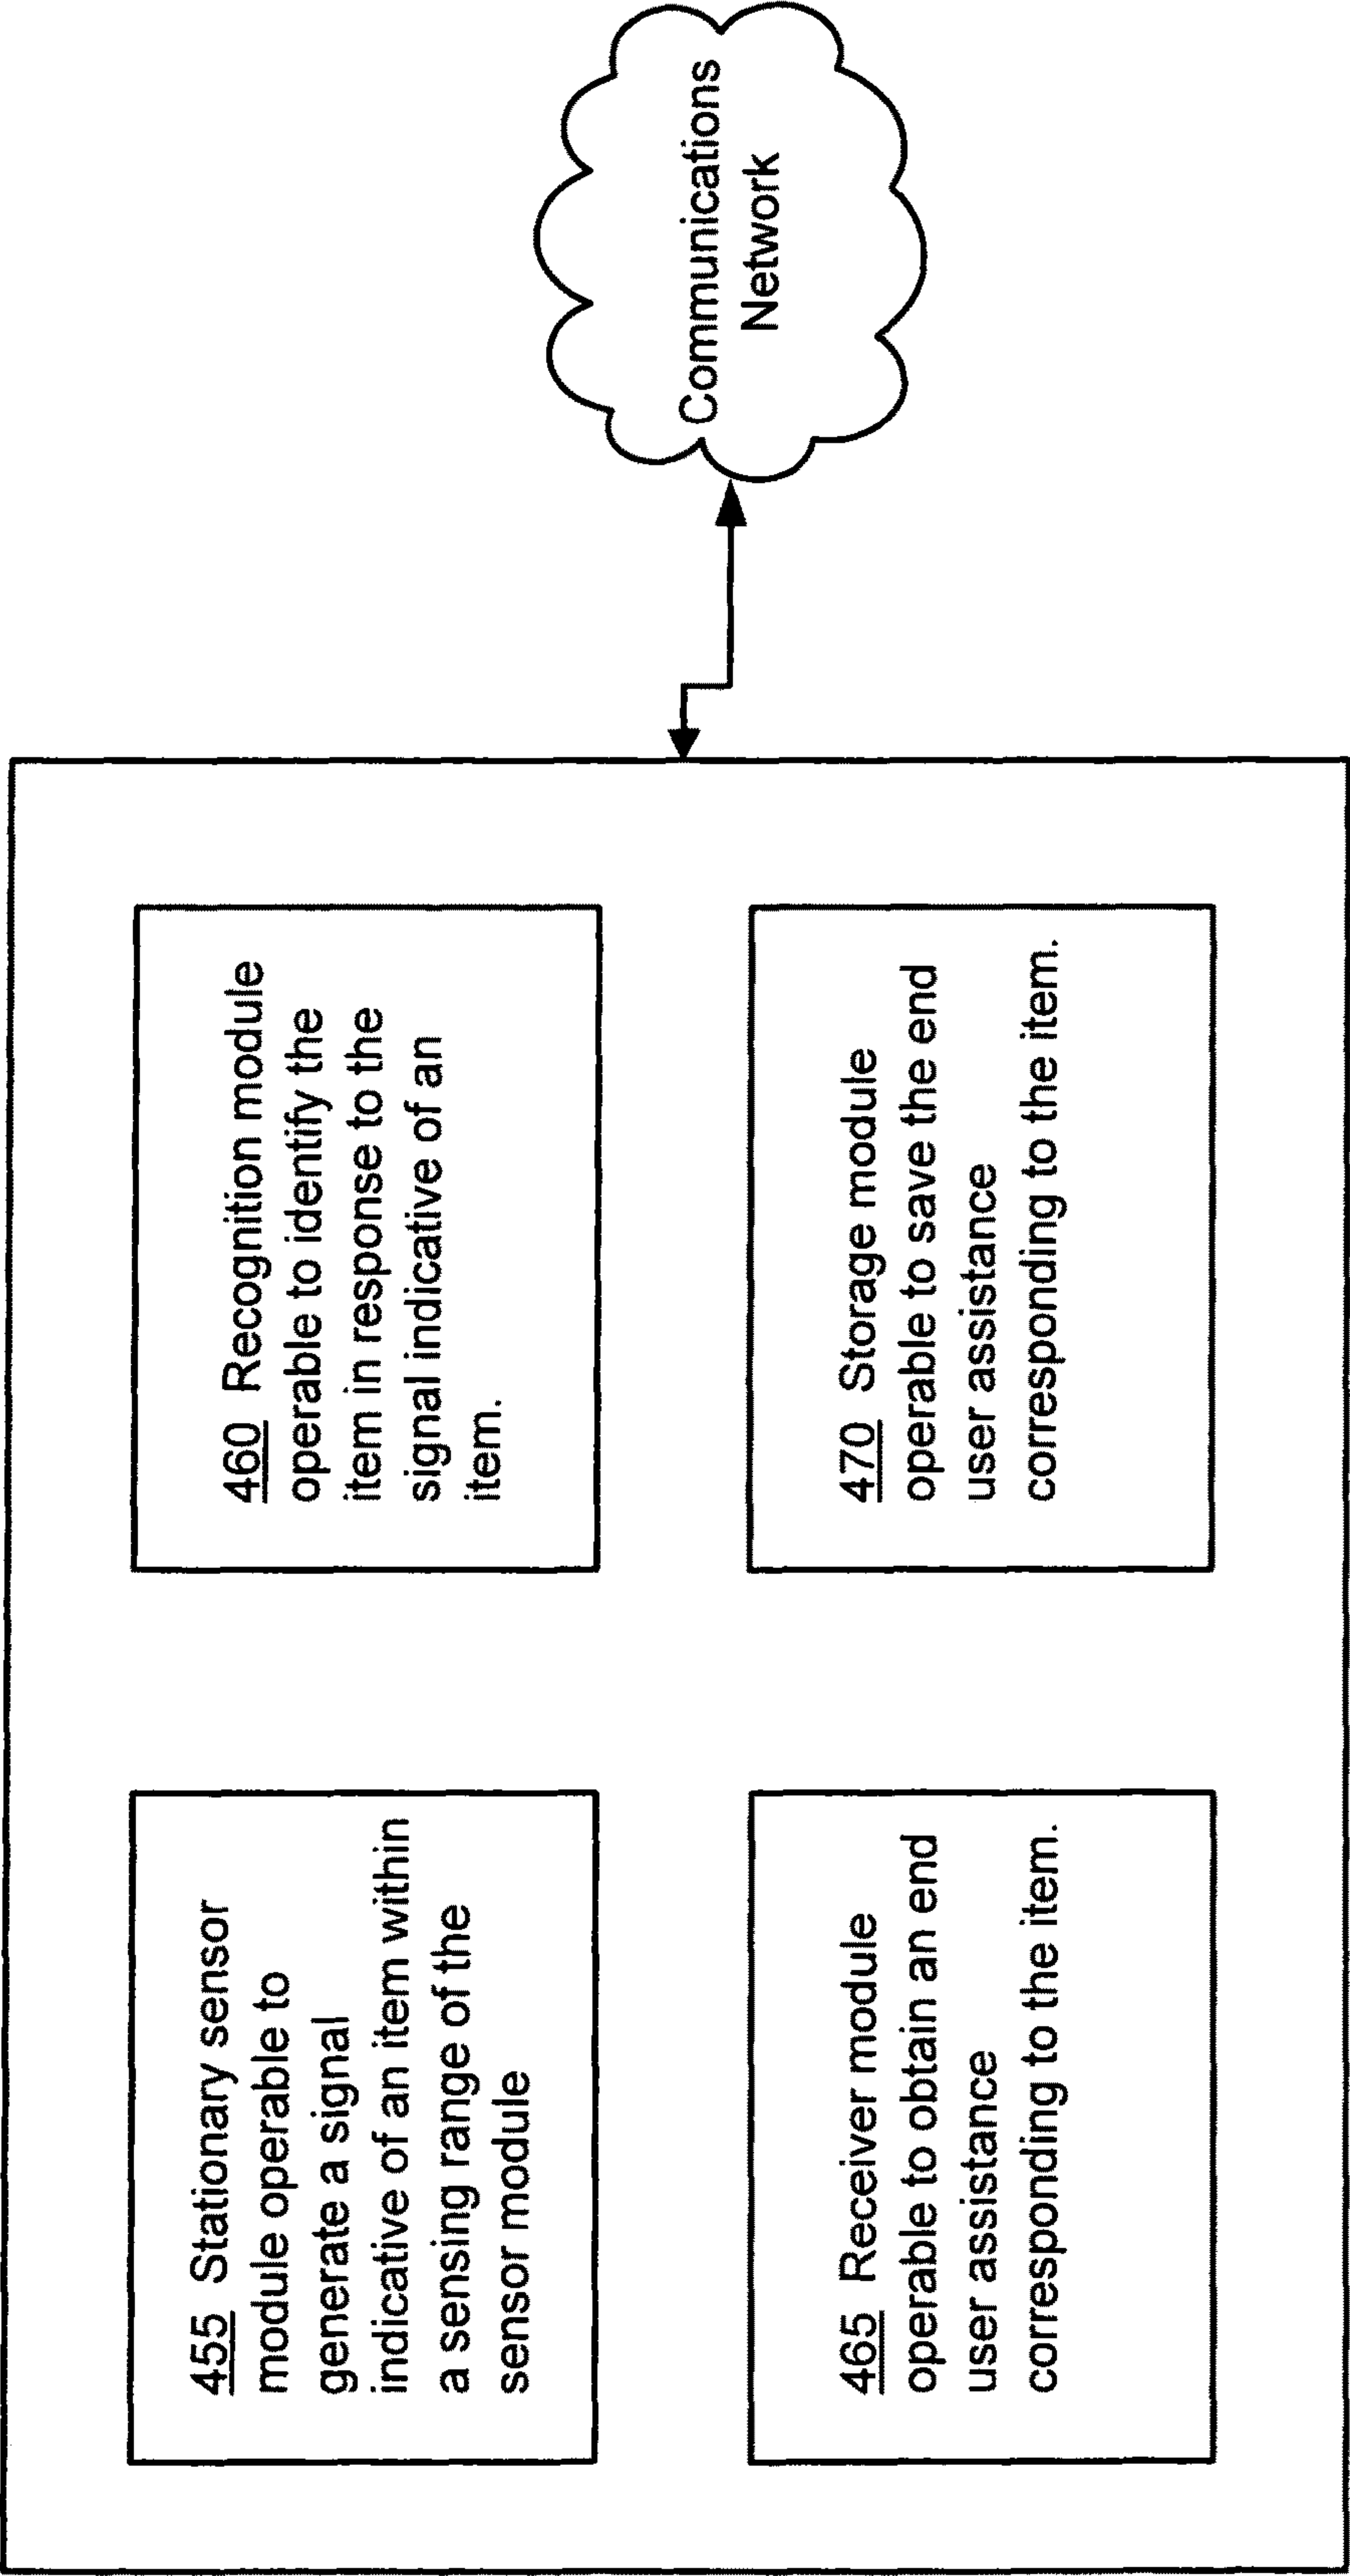 455 Stationary sensor
module operable to
generate a signal
indicative of an item within
a sensing range of the
sensor module
460 Recognition module
operable to identify the
item in response to the
signal indicative of an
item.
465 Receiver module
operable to obtain an end
user assistance
corresponding to the item.
470 Storage module
operable to save the end
user assistance
corresponding to the item.
Communications
Network